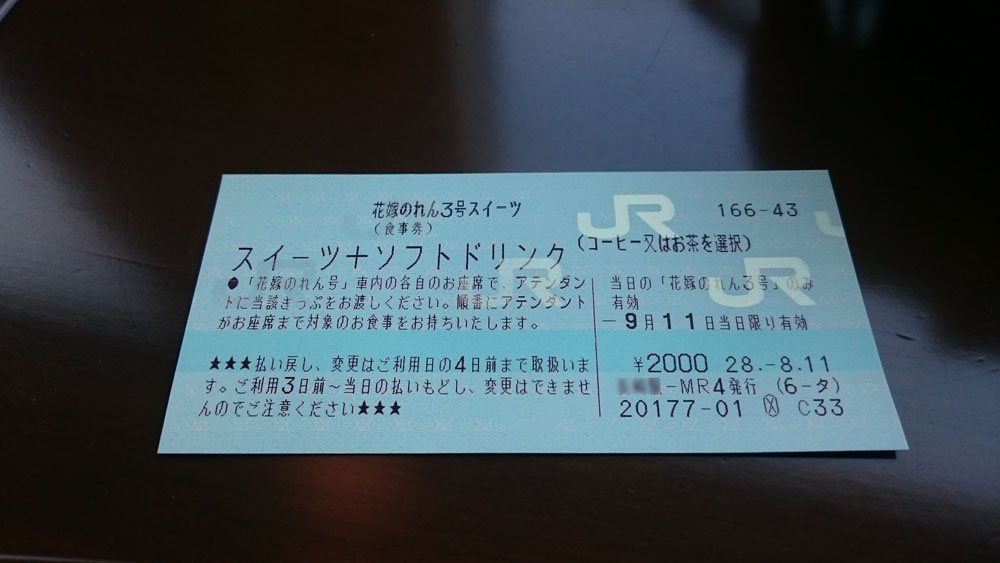 花嫁のれん3号スイーツ
166-43
(食事券)
スイーツ+ソフトドリンク(コーヒー又はお茶を選択)
●「花嫁のれん号」車内の各自のお座席で、アテンダン
トに当該きっぷをお渡しください。順番にアテンダント
がお座席まで対象のお食事をお持ちいたします。
当日の「花嫁のれん3号」のみ
有効
-9月11日当日限り有効
★★★払い戻し、変更はご利用日の4日前まで取扱いま
す。ご利用3日前~当日の払いもどし、変更はできませ
んのでご注意ください★★★
¥2000 28.-8.11
-MR4発行 (6-タ)
20177-01 C33
JR
JR